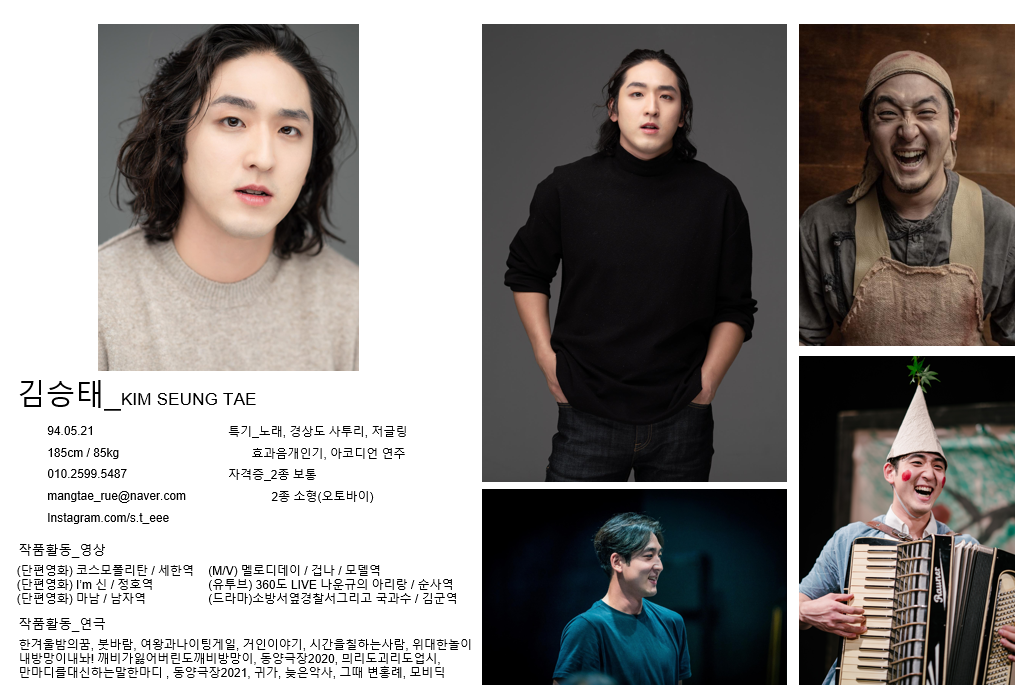 김승태_KIM SEUNG TAE
94.05.21
185cm / 85kg
010.2599.5487
mangtae_rue@naver.com
Instagram.com/s.t_eee
특기_노래, 경상도 사투리, 저글링
효과음개인기, 아코디언 연주
자격증_2종 보통
2종 소형(오토바이)
작품활동_영상
(단편영화) 코스모폴리탄 / 세한역
(단편영화) I'm 신 / 정호역
(단편영화) 마남 / 남자역
(M/V) 멜로디데이 / 겁나 / 모델역
(유투브) 360도 LIVE 나운규의 아리랑 / 순사역
(드라마)소방서옆경찰서그리고 국과수 / 김군역
작품활동_연극
한겨울밤의꿈, 붓바람, 여왕과나이팅게일, 거인이야기, 시간을칠하는사람, 위대한놀이
내방망이내놔! 깨비가잃어버린도깨비방망이, 동양극장2020, 믜리도괴리도업시,
만마디를대신하는말한마디 , 동양극장2021, 귀가, 늦은악사, 그때 변홍례, 모비딕
Hauner